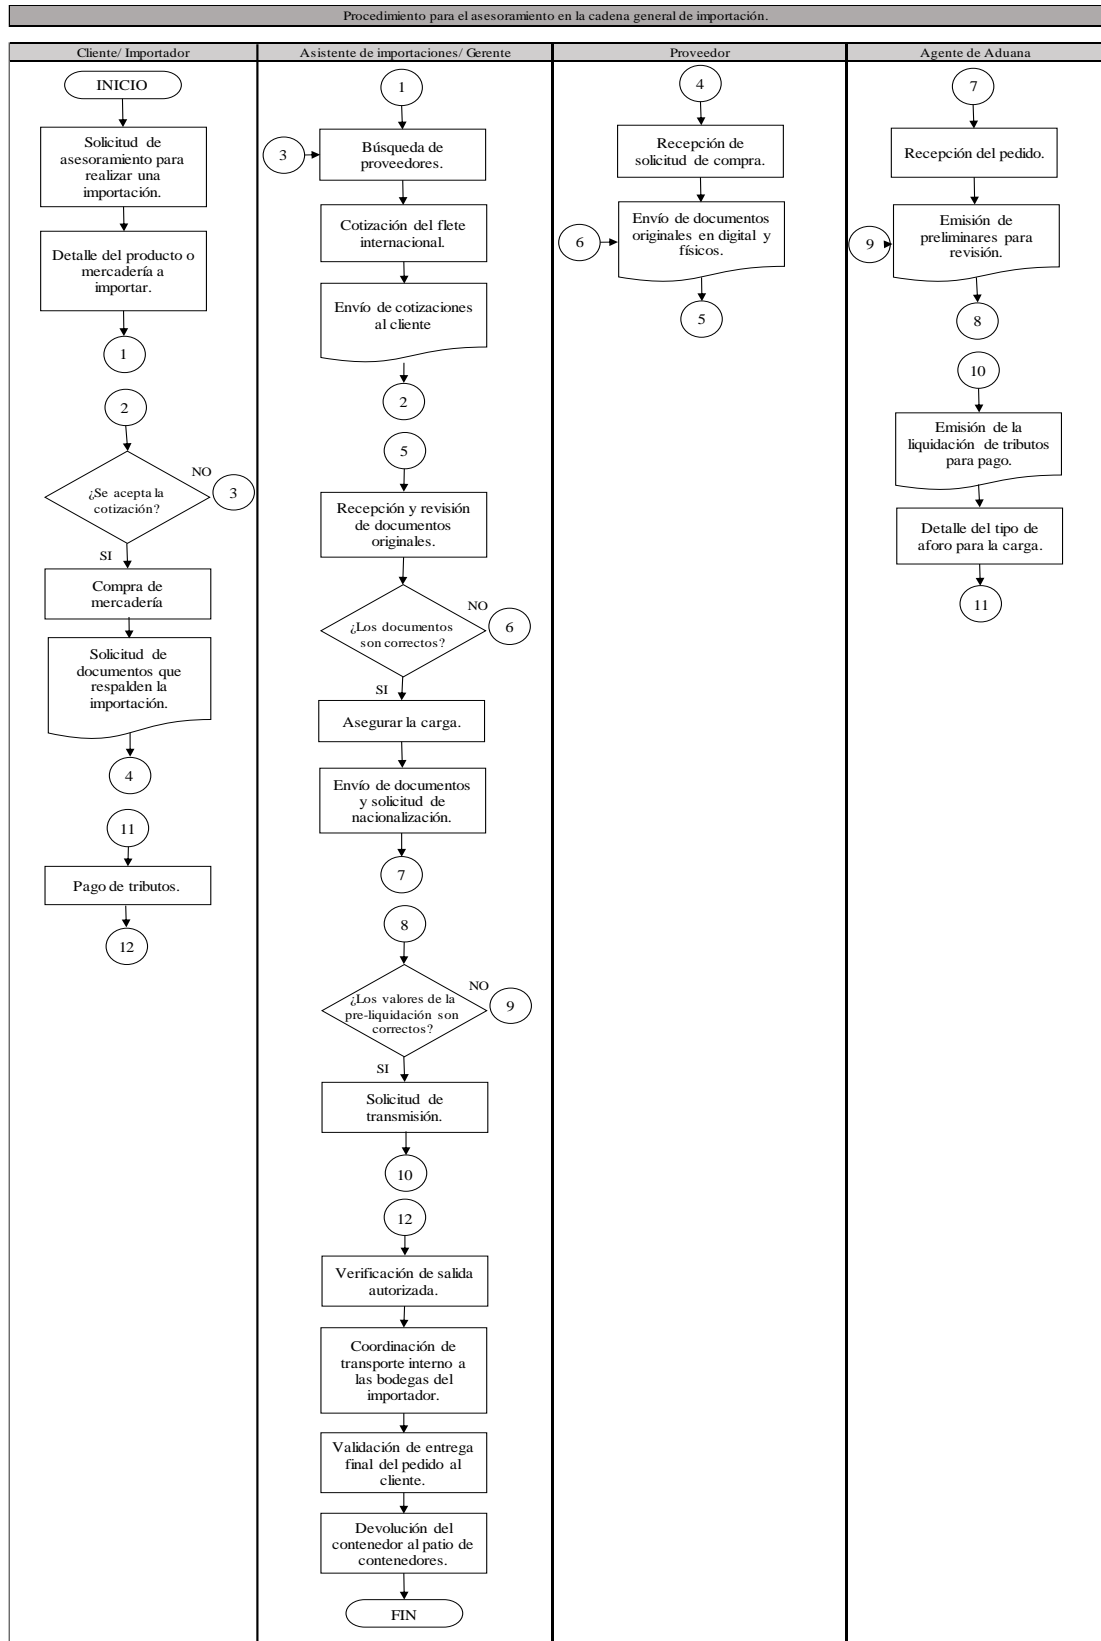 Procedimiento para el asesoramiento en la cadena general de importación.
Cliente/ Importador
INICIO
Solicitud de
asesoramiento para
realizar una
importación.
Detalle del producto o
mercadería a
importar.
1
2
¿Se acepta la
cotización?
NO
3
SI
Compra de
mercadería
Solicitud de
documentos que
respalden la
importación.
4
11
Pago de tributos.
12
Asistente de importaciones/ Gerente
1
3
Búsqueda de
proveedores.
Cotización del flete
internacional.
Envío de cotizaciones
al cliente
2
5
Recepción y revisión
de documentos
originales.
¿Los documentos
son correctos?
NO
6
SI
Asegurar la carga.
Envío de documentos
y solicitud de
nacionalización.
7
8
¿Los valores de la
pre-liquidación son
correctos?
NO
9
SI
Solicitud de
transmisión.
10
12
Verificación de salida
autorizada.
Coordinación de
transporte interno a
las bodegas del
importador.
Validación de entrega
final del pedido al
cliente.
Devolución del
contenedor al patio de
contenedores.
FIN
Proveedor
4
Recepción de
solicitud de compra.
6
Envío de documentos
originales en digital y
físicos.
5
Agente de Aduana
7
Recepción del pedido.
9
Emisión de
preliminares para
revisión.
8
10
Emisión de la
liquidación de tributos
para pago.
Detalle del tipo de
aforo para la carga.
11